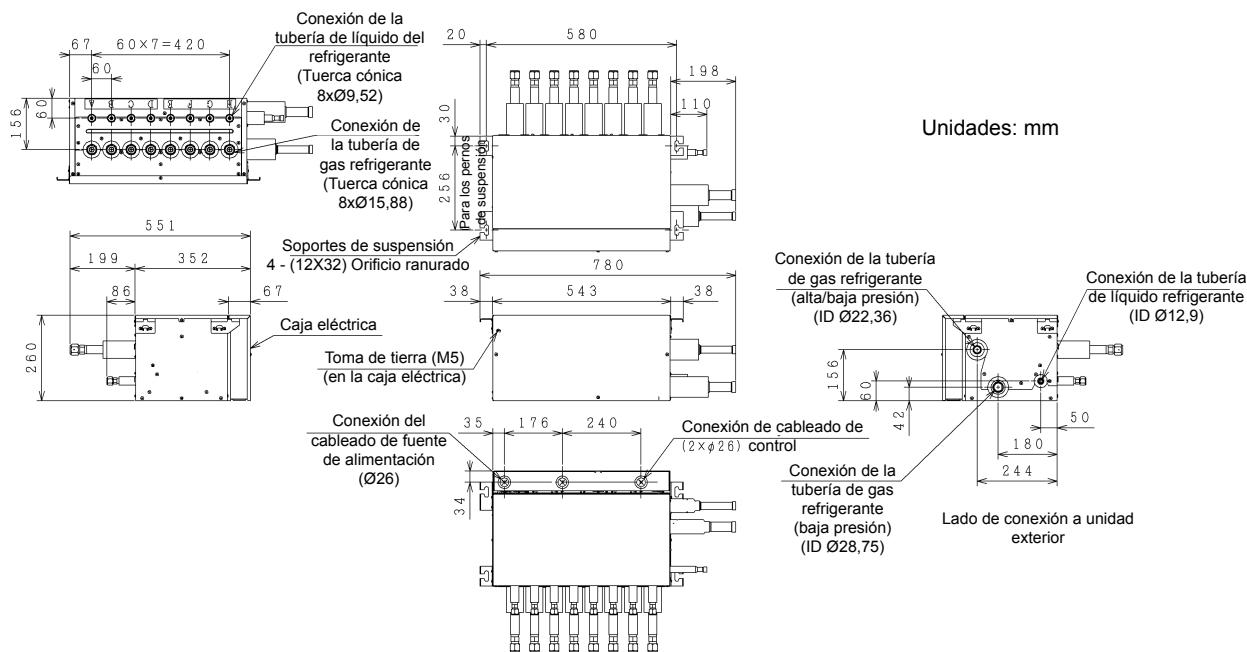 67
60×7=420
60
156
60
A
B
C
D
E
F
G
H
Conexión de la
tubería de líquido del
refrigerante
(Tuerca cónica
8xØ9,52)
Conexión de
la tubería de
gas refrigerante
(Tuerca cónica
8xØ15,88)
20
580
198
110
30
256
Para los pernos
de suspensión
Unidades: mm
Soportes de suspensión
4 - (12X32) Orificio ranurado
551
199
352
86
67
260
Caja eléctrica
780
38
543
38
Toma de tierra (M5)
(en la caja eléctrica)
Conexión de la tubería
de gas refrigerante
(alta/baja presión)
(ID Ø22,36)
Conexión de la tubería
de líquido refrigerante
(ID Ø12,9)
156
60
42
50
180
244
Conexión de la
tubería de gas
refrigerante
(baja presión)
(ID Ø28,75)
Lado de conexión a unidad
exterior
Conexión del
cableado de fuente
de alimentación
(Ø26)
35
176
240
34
Conexión de cableado de
(2×φ26) control